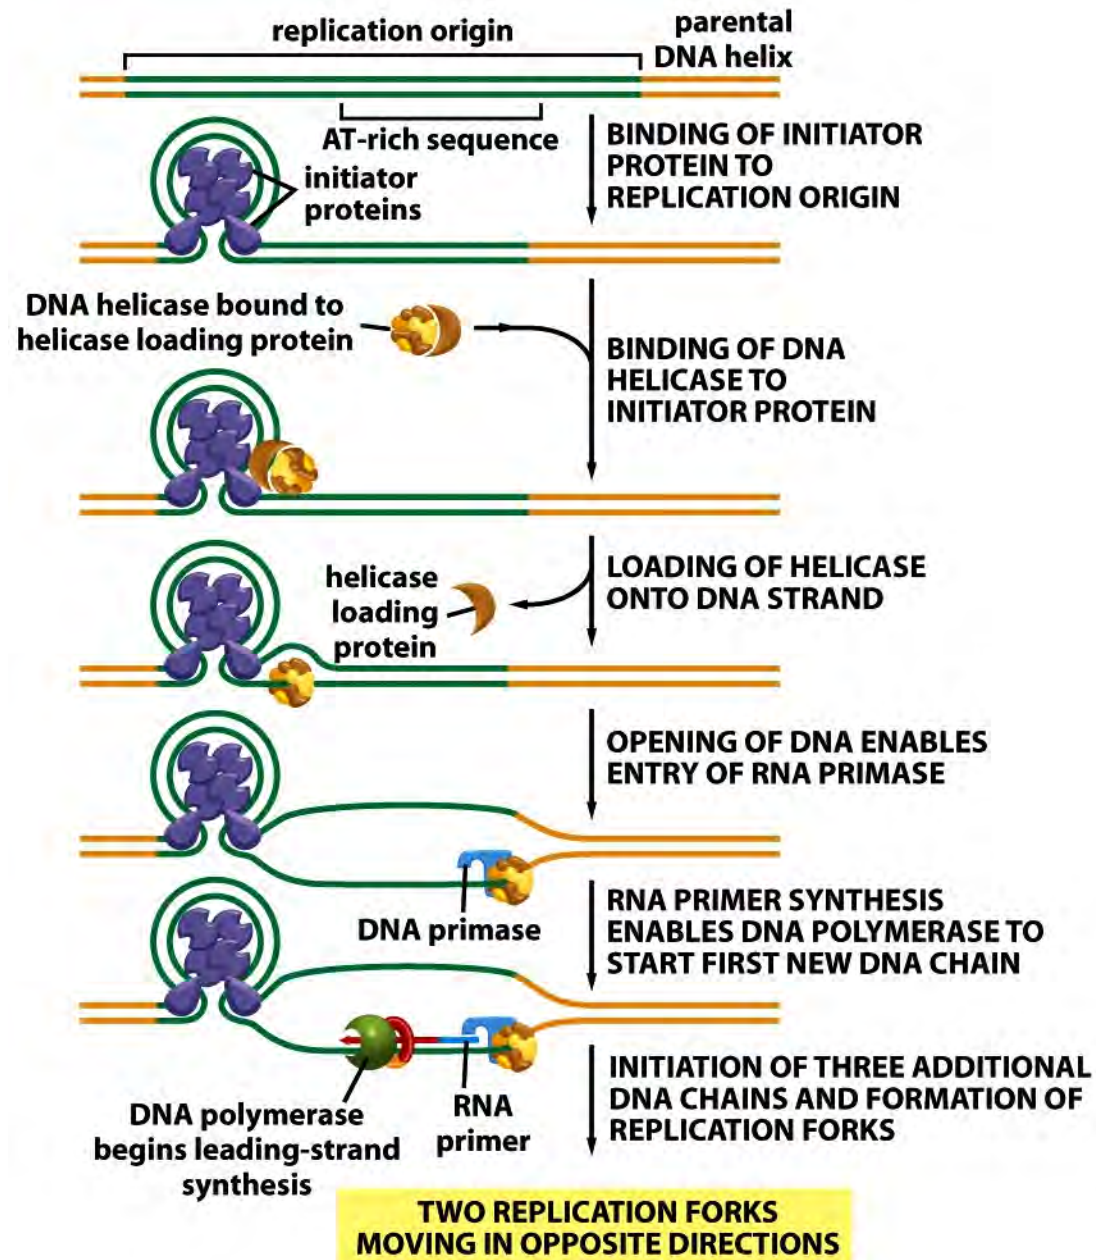 replication origin
parental
DNA helix
AT-rich sequence
BINDING OF INITIATOR
PROTEIN TO
REPLICATION ORIGIN
initiator
proteins
DNA helicase bound to
helicase loading protein
BINDING OF DNA
HELICASE TO
INITIATOR PROTEIN
LOADING OF HELICASE
ONTO DNA STRAND
helicase
loading
protein
OPENING OF DNA ENABLES
ENTRY OF RNA PRIMASE
DNA primase
RNA PRIMER SYNTHESIS
ENABLES DNA POLYMERASE TO
START FIRST NEW DNA CHAIN
DNA polymerase
begins leading-strand
synthesis
RNA
primer
INITIATION OF THREE ADDITIONAL
DNA CHAINS AND FORMATION OF
REPLICATION FORKS
TWO REPLICATION FORKS
MOVING IN OPPOSITE DIRECTIONS